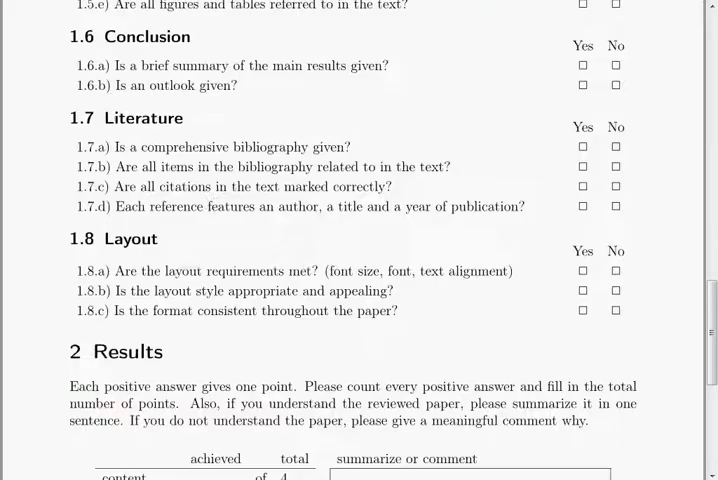 1.5.e) Are all figures and tables referred to in the text? □ □
1.6 Conclusion
Yes No
1.6.a) Is a brief summary of the main results given? □ □
1.6.b) Is an outlook given? □ □
1.7 Literature
Yes No
1.7.a) Is a comprehensive bibliography given? □ □
1.7.b) Are all items in the bibliography related to in the text? □ □
1.7.c) Are all citations in the text marked correctly? □ □
1.7.d) Each reference features an author, a title and a year of publication? □ □
1.8 Layout
Yes No
1.8.a) Are the layout requirements met? (font size, font, text alignment) □ □
1.8.b) Is the layout style appropriate and appealing? □ □
1.8.c) Is the format consistent throughout the paper? □ □
2 Results
Each positive answer gives one point. Please count every positive answer and fill in the total
number of points. Also, if you understand the reviewed paper, please summarize it in one
sentence. If you do not understand the paper, please give a meaningful comment why.
achieved total summarize or comment
content of 4